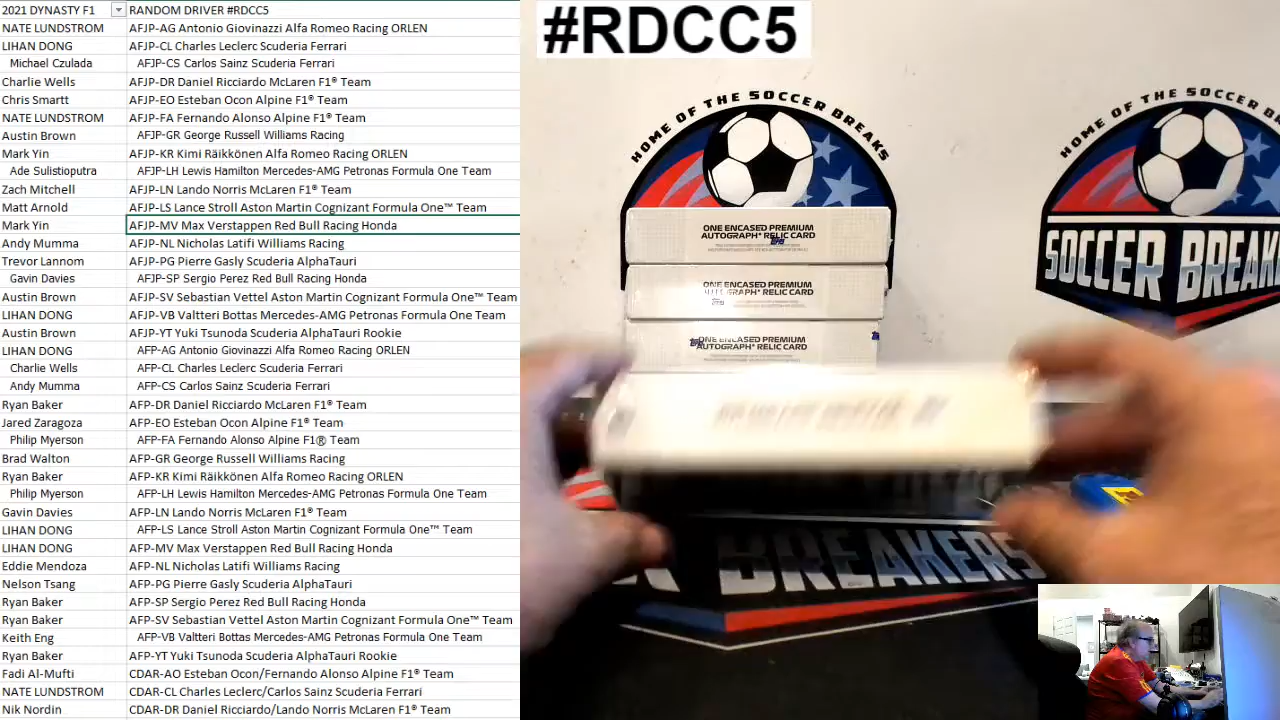 2021 DYNASTY F1 RANDOM DRIVER #RDCC5
NATE LUNDSTROM AFJP-AG Antonio Giovinazzi Alfa Romeo Racing ORLEN
LIHAN DONG AFJP-CL Charles Leclerc Scuderia Ferrari
Michael Czulada AFJP-CS Carlos Sainz Scuderia Ferrari
Charlie Wells AFJP-DR Daniel Ricciardo McLaren F1® Team
Chris Smartt AFJP-EO Esteban Ocon Alpine F1® Team
NATE LUNDSTROM AFJP-FA Fernando Alonso Alpine F1® Team
Austin Brown AFJP-GR George Russell Williams Racing
Mark Yin AFJP-KR Kimi Räikkönen Alfa Romeo Racing ORLEN
Ade Sulistioputra AFJP-LH Lewis Hamilton Mercedes-AMG Petronas Formula One Team
Zach Mitchell AFJP-LN Lando Norris McLaren F1® Team
Matt Arnold AFJP-LS Lance Stroll Aston Martin Cognizant Formula One™ Team
Mark Yin AFJP-MV Max Verstappen Red Bull Racing Honda
Andy Mumma AFJP-NL Nicholas Latifi Williams Racing
Trevor Liu AFJP-PG Pierre Gasly Scuderia AlphaTauri
Gavin Davies AFJP-SP Sergio Perez Red Bull Racing Honda
Austin Powell AFJP-SV Sebastian Vettel Aston Martin Cognizant Formula One™ Team
LIHAN DONG AFJP-VB Valtteri Bottas Mercedes-AMG Petronas Formula One Team
Austin Brown AFJP-YT Yuki Tsunoda Scuderia AlphaTauri Rookie
LIHAN DONG AFP-AG Antonio Giovinazzi Alfa Romeo Racing ORLEN
Charlie Wells AFP-CL Charles Leclerc Scuderia Ferrari
Andy Mumma AFP-CS Carlos Sainz Scuderia Ferrari
Ryan Baker AFP-DR Daniel Ricciardo McLaren F1® Team
Jared Zaragoza AFP-EO Esteban Ocon Alpine F1® Team
Philip Myerson AFP-FA Fernando Alonso Alpine F1® Team
Brad Walton AFP-GR George Russell Williams Racing
Ryan Baker AFP-KR Kimi Räikkönen Alfa Romeo Racing ORLEN
Philip Myerson AFP-LH Lewis Hamilton Mercedes-AMG Petronas Formula One Team
Gavin Davies AFP-LN Lando Norris McLaren F1® Team
LIHAN DONG AFP-LS Lance Stroll Aston Martin Cognizant Formula One™ Team
LIHAN DONG AFP-MV Max Verstappen Red Bull Racing Honda
Eddie Mendoza AFP-NL Nicholas Latifi Williams Racing
Nelson Tsang AFP-PG Pierre Gasly Scuderia AlphaTauri
Ryan Baker AFP-SP Sergio Perez Red Bull Racing Honda
Ryan Baker AFP-SV Sebastian Vettel Aston Martin Cognizant Formula One™ Team
Keith Eng AFP-VB Valtteri Bottas Mercedes-AMG Petronas Formula One Team
Ryan Baker AFP-YT Yuki Tsunoda Scuderia AlphaTauri Rookie
Fadi Al-Mufti CDAR-AO Esteban Ocon/Fernando Alonso Alpine F1® Team
NATE LUNDSTROM CDAR-CL Charles Leclerc/Carlos Sainz Scuderia Ferrari
Nik Nordin CDAR-DR Daniel Ricciardo/Lando Norris McLaren F1® Team
#RDCC5
HOME OF THE SOCCER BREAKS
ONE ENCASED PREMIUM
AUTOGRAPH* RELIC CARD
ONE ENCASED PREMIUM
AUTOGRAPH* RELIC CARD
ONE ENCASED PREMIUM
AUTOGRAPH* RELIC CARD
BREAKERS
HOME OF THE SOCCER
SOCCER BREAKE